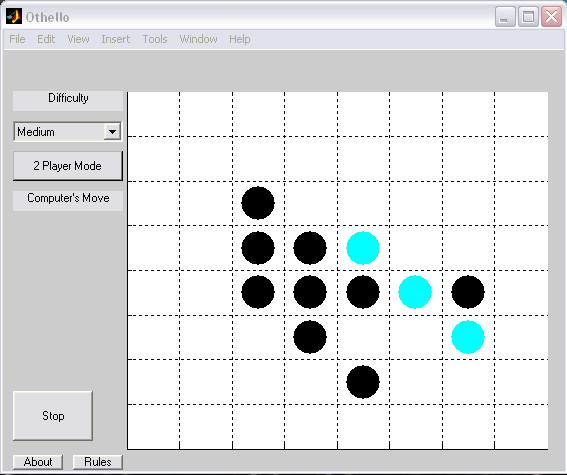 Othello
File Edit View Insert Tools Window Help
Difficulty
Medium
2 Player Mode
Computer's Move
Stop
About Rules